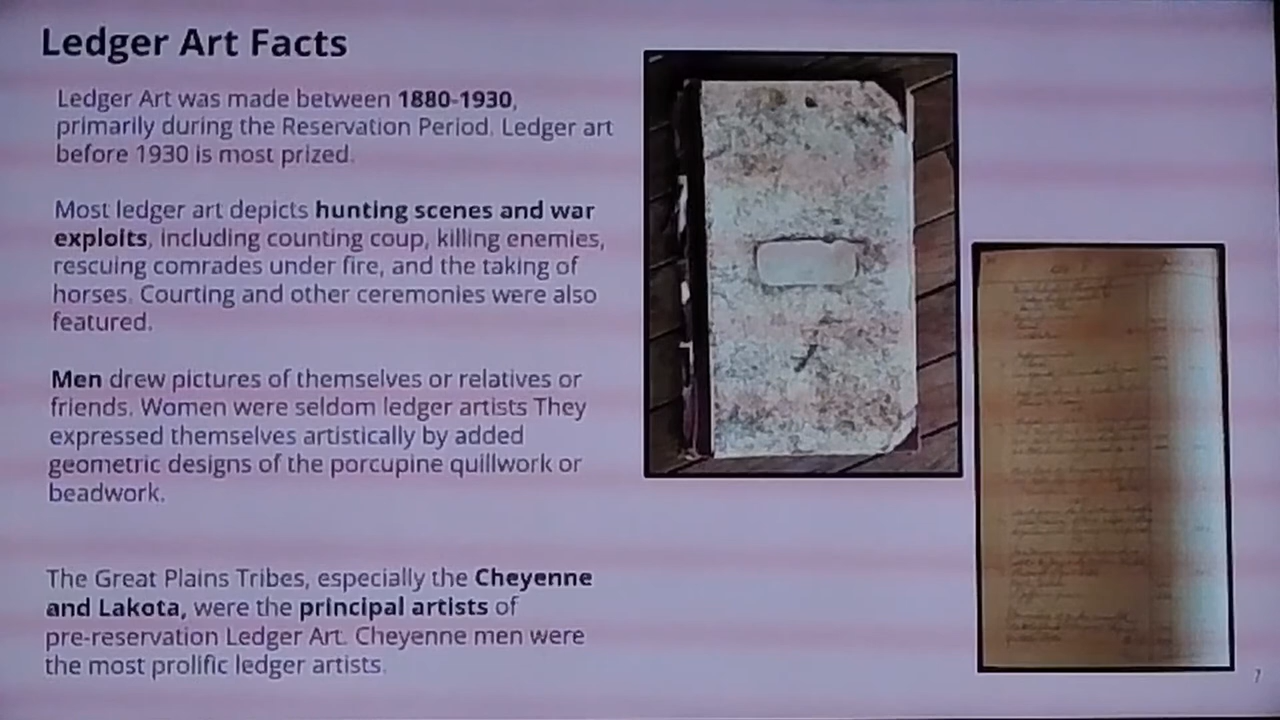 Ledger Art Facts
Ledger Art was made between 1880-1930,
primarily during the Reservation Period. Ledger art
before 1930 is most prized.
Most ledger art depicts hunting scenes and war
exploits, including counting coup, killing enemies,
rescuing comrades under fire, and the taking of
horses. Courting and other ceremonies were also
featured.
Men drew pictures of themselves or relatives or
friends. Women were seldom ledger artists They
expressed themselves artistically by added
geometric designs of the porcupine quillwork or
beadwork.
The Great Plains Tribes, especially the Cheyenne
and Lakota, were the principal artists of
pre-reservation Ledger Art. Cheyenne men were
the most prolific ledger artists.
7